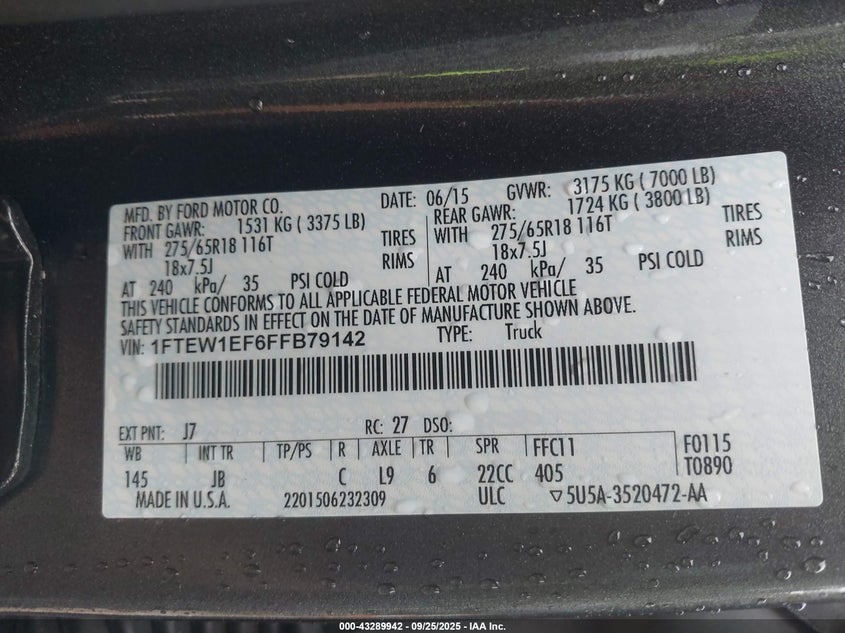 MFD. BY FORD MOTOR CO. DATE: 06/15 GVWR: 3175 KG ( 7000 LB)
FRONT GAWR: 1531 KG ( 3375 LB) REAR GAWR: 1724 KG ( 3800 LB)
WITH 275/65R18 116T TIRES WITH 275/65R18 116T TIRES
18x7.5J RIMS 18x7.5J RIMS
AT 240 kPa/ 35 PSI COLD AT 240 kPa/ 35 PSI COLD
THIS VEHICLE CONFORMS TO ALL APPLICABLE FEDERAL MOTOR VEHICLE
SAFETY STANDARDS IN EFFECT ON THE DATE OF MANUFACTURE SHOWN ABOVE.
VIN: 1FTEW1EF6FFB79142 TYPE: Truck
EXT PNT: J7 RC: 27 DSO:
WB INT TR TP/PS R AXLE TR SPR FFC11 F0115
145 JB C L9 6 22CC 405 T0890
MADE IN U.S.A. 2201506232309 ULC ▽5U5A-3520472-AA
000-43289942 - 09/25/2025 - IAA Inc.